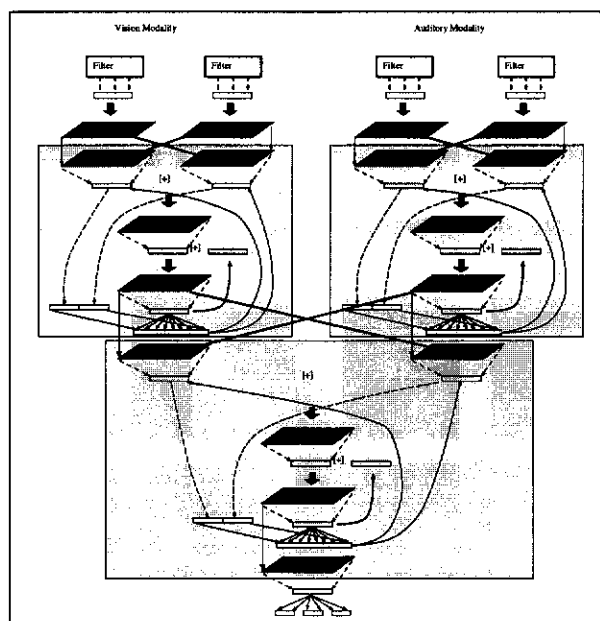 Vision Modality
Auditory Modality
Filter
Filter
Filter
Filter
[+]
[+]
[+]
[+]
[+]
[+]